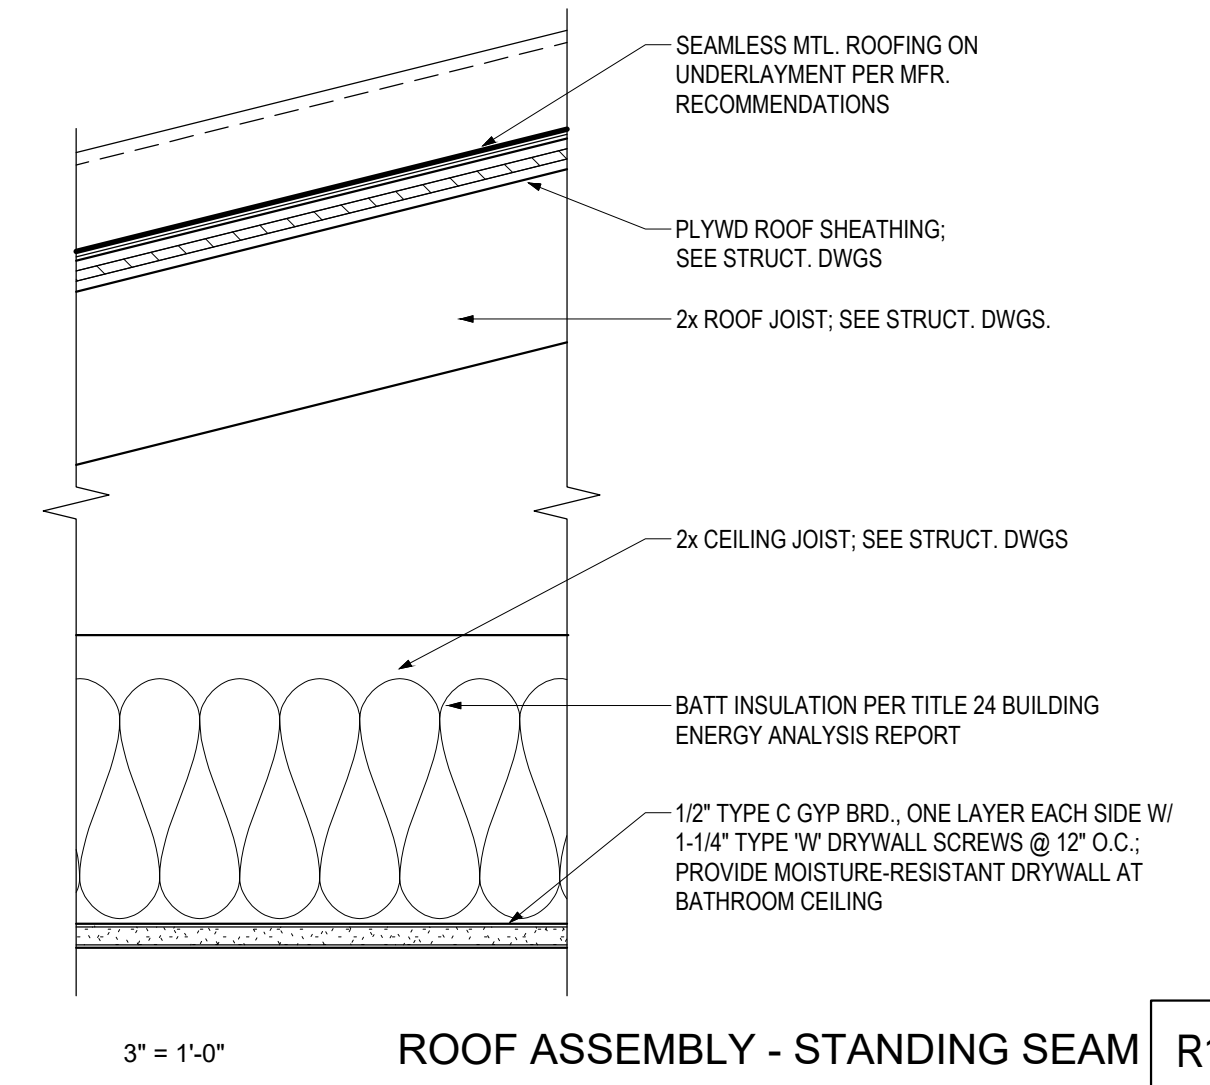 SEAMLESS MTL. ROOFING ON
UNDERLAYMENT PER MFR.
RECOMMENDATIONS
PLYWD ROOF SHEATHING;
SEE STRUCT. DWGS
2x ROOF JOIST; SEE STRUCT. DWGS.
2x CEILING JOIST; SEE STRUCT. DWGS
BATT INSULATION PER TITLE 24 BUILDING
ENERGY ANALYSIS REPORT
1/2" TYPE C GYP BRD., ONE LAYER EACH SIDE W/
1-1/4" TYPE 'W' DRYWALL SCREWS @ 12" O.C.;
PROVIDE MOISTURE-RESISTANT DRYWALL AT
BATHROOM CEILING
3" = 1'-0"
ROOF ASSEMBLY - STANDING SEAM